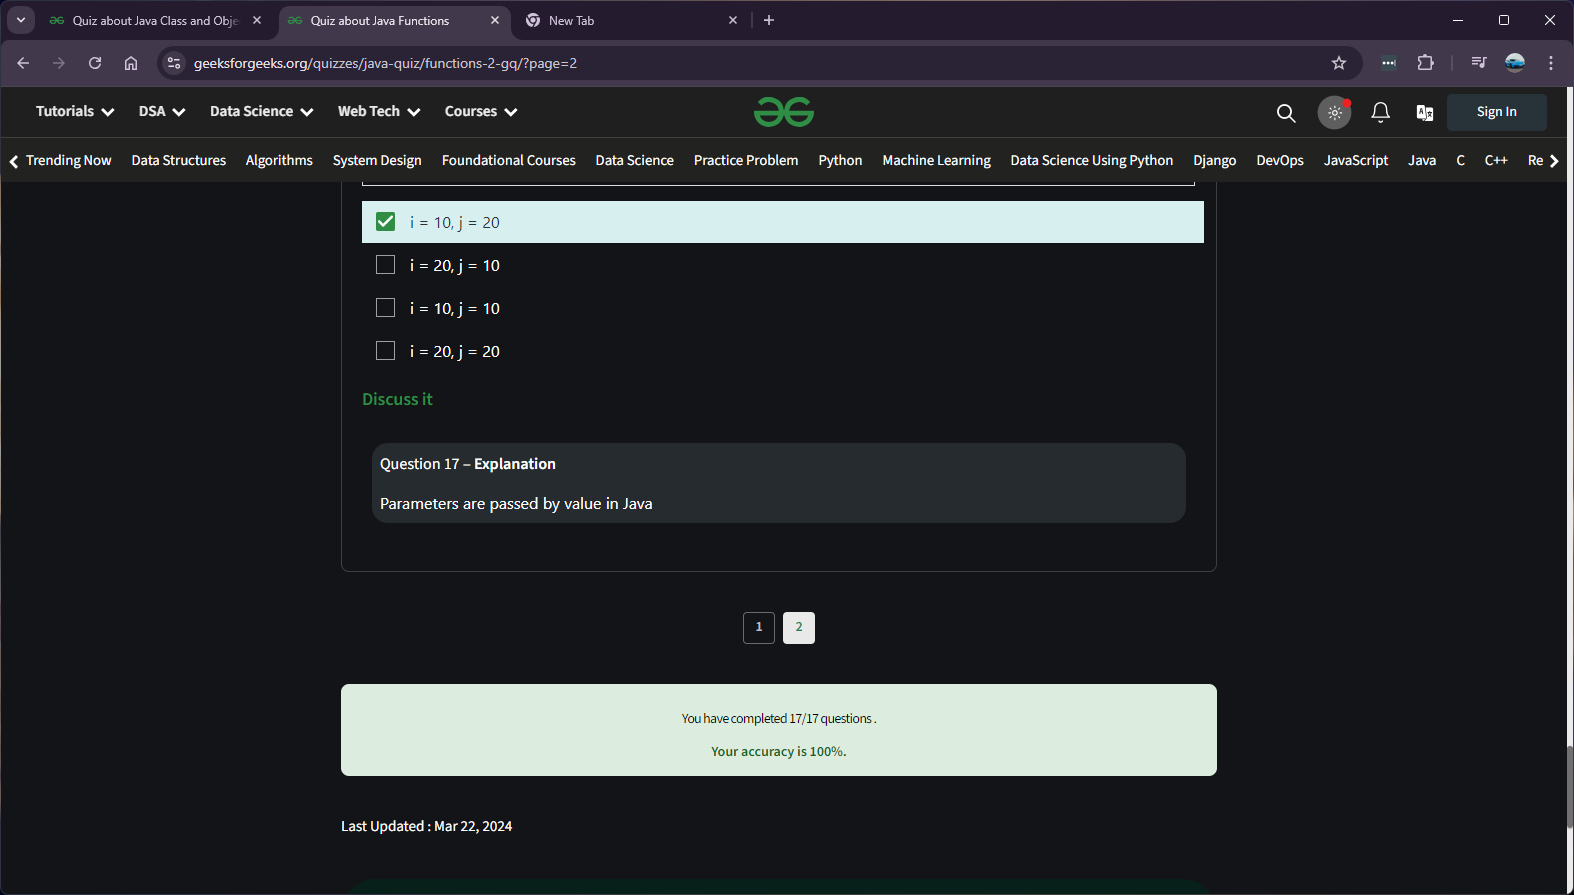 Quiz about Java Class and Obje
Quiz about Java Functions
New Tab
geeksforgeeks.org/quizzes/java-quiz/functions-2-gq/?page=2
Tutorials DSA Data Science Web Tech Courses
Sign In
Trending Now Data Structures Algorithms System Design Foundational Courses Data Science Practice Problem Python Machine Learning Data Science Using Python Django DevOps JavaScript Java C C++ Re
i = 10, j = 20
i = 20, j = 10
i = 10, j = 10
i = 20, j = 20
Discuss it
Question 17 – Explanation
Parameters are passed by value in Java
1 2
You have completed 17/17 questions .
Your accuracy is 100%.
Last Updated : Mar 22, 2024